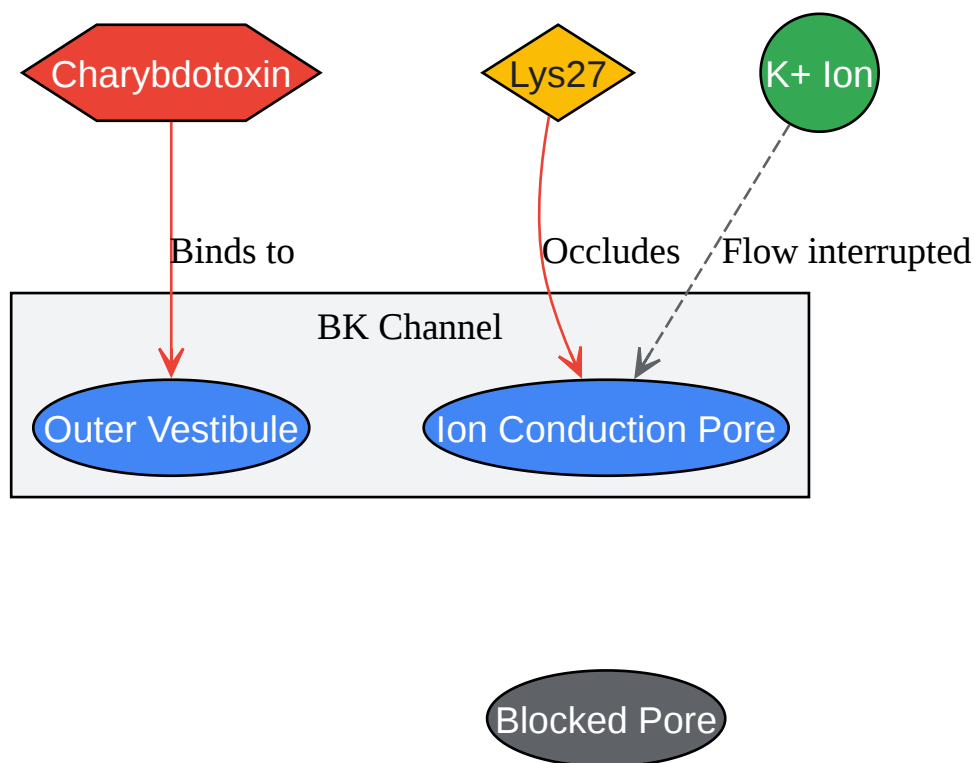 Charybdotoxin
Lys27
K+ Ion
Binds to
Occludes
Flow interrupted
BK Channel
Outer Vestibule
Ion Conduction Pore
Blocked Pore